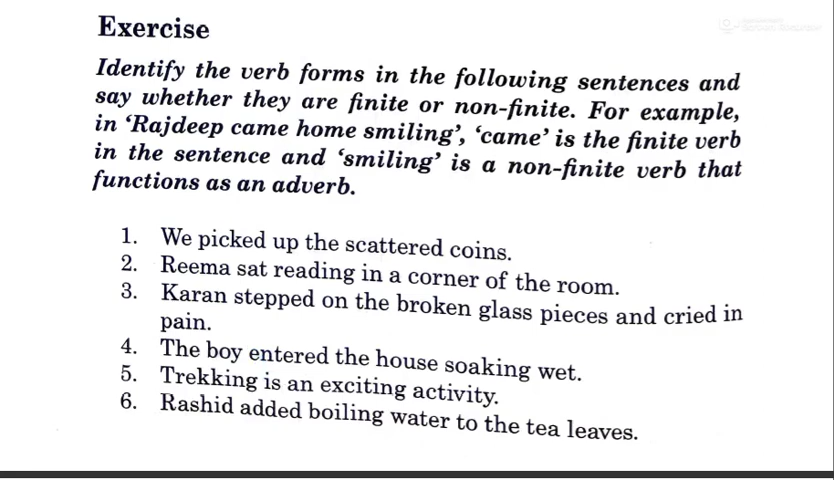 Exercise
Identify the verb forms in the following sentences and
say whether they are finite or non-finite. For example,
in ‘Rajdeep came home smiling’, ‘came’ is the finite verb
in the sentence and ‘smiling’ is a non-finite verb that
functions as an adverb.
1. We picked up the scattered coins.
2. Reema sat reading in a corner of the room.
3. Karan stepped on the broken glass pieces and cried in
pain.
4. The boy entered the house soaking wet.
5. Trekking is an exciting activity.
6. Rashid added boiling water to the tea leaves.